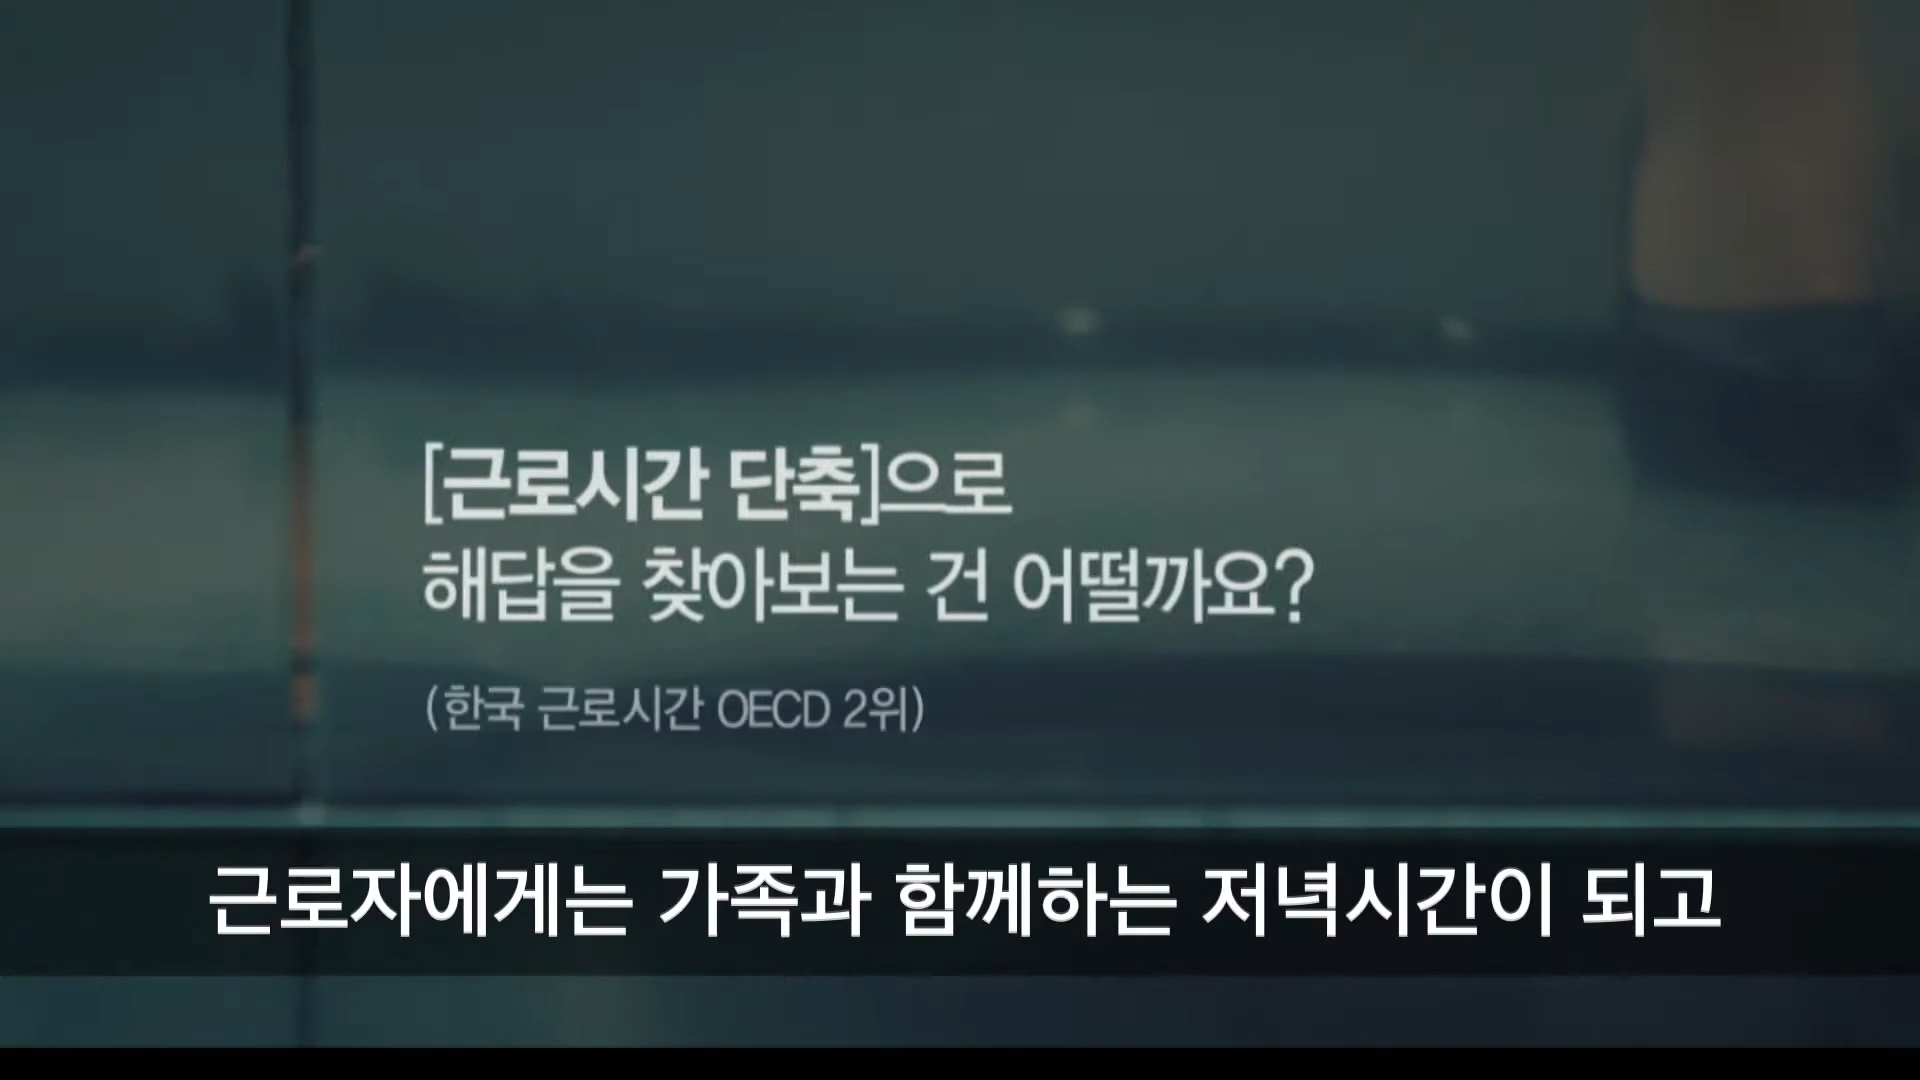 [근로시간 단축]으로
해답을 찾아보는 건 어떨까요?
(한국 근로시간 OECD 2위)
근로자에게는 가족과 함께하는 저녁시간이 되고